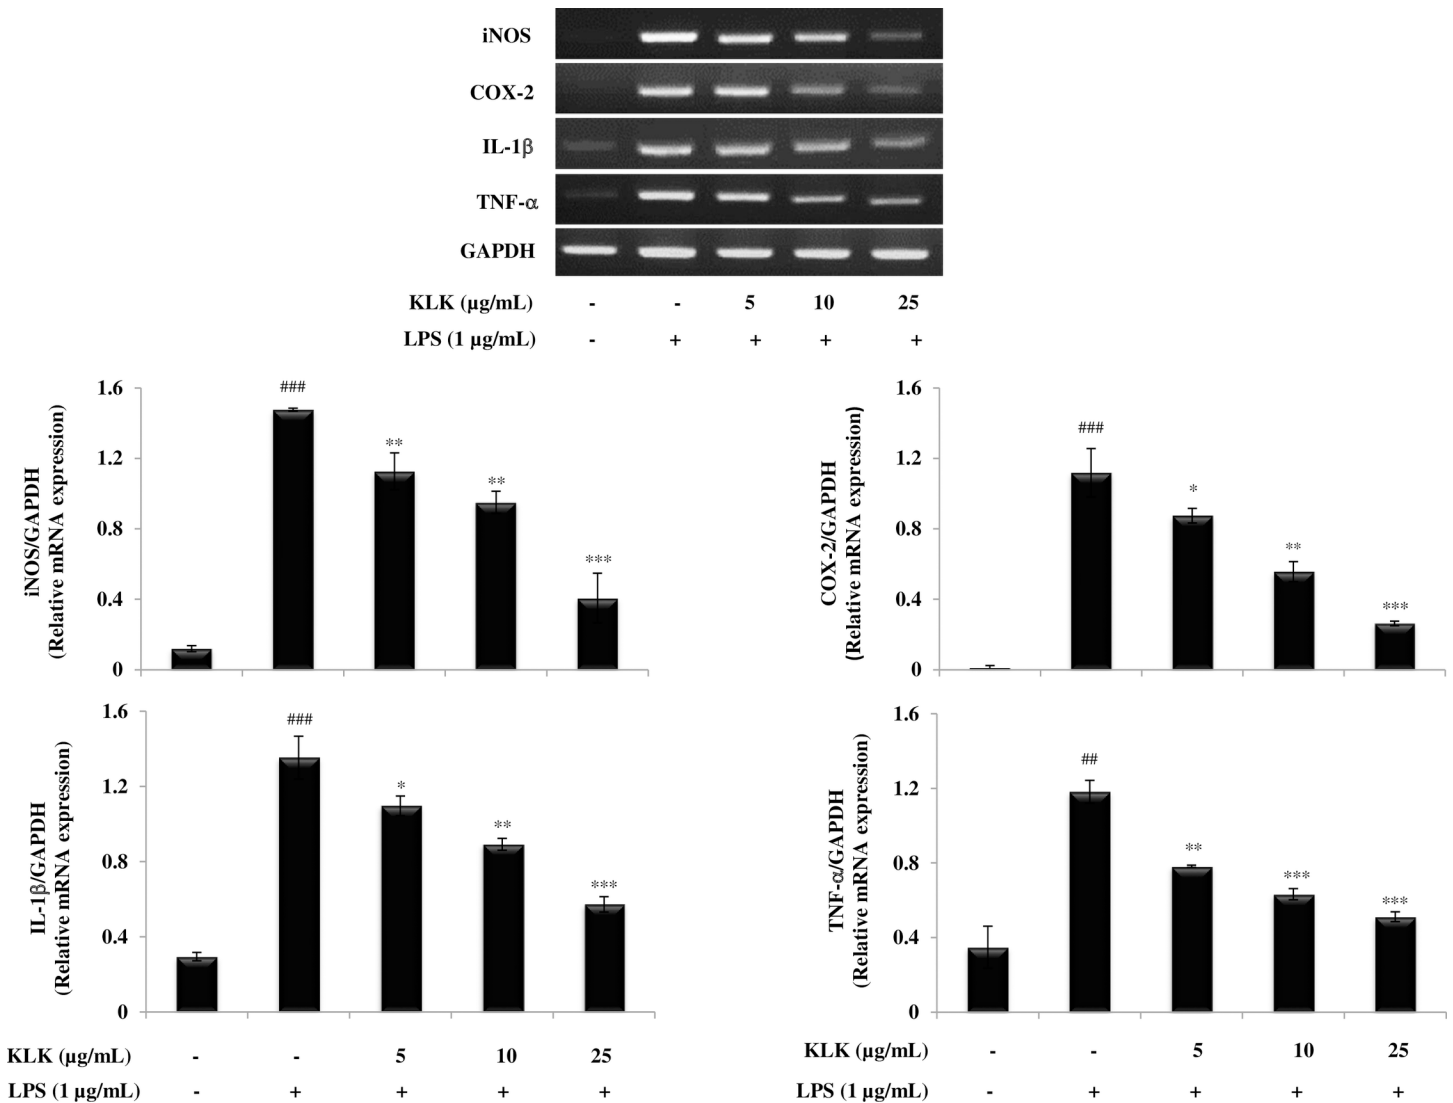 iNOS
COX-2
IL-1β
TNF-α
GAPDH
KLK (µg/mL) - - 5 10 25
LPS (1 µg/mL) - + + + +
iNOS/GAPDH
(Relative mRNA expression)
1.6
1.2
0.8
0.4
0
###
**
**
***
COX-2/GAPDH
(Relative mRNA expression)
1.6
1.2
0.8
0.4
0
###
*
**
***
IL-1β/GAPDH
(Relative mRNA expression)
1.6
1.2
0.8
0.4
0
###
*
**
***
TNF-α/GAPDH
(Relative mRNA expression)
1.6
1.2
0.8
0.4
0
##
**
***
***
KLK (µg/mL) - - 5 10 25
LPS (1 µg/mL) - + + + +
KLK (µg/mL) - - 5 10 25
LPS (1 µg/mL) - + + + +